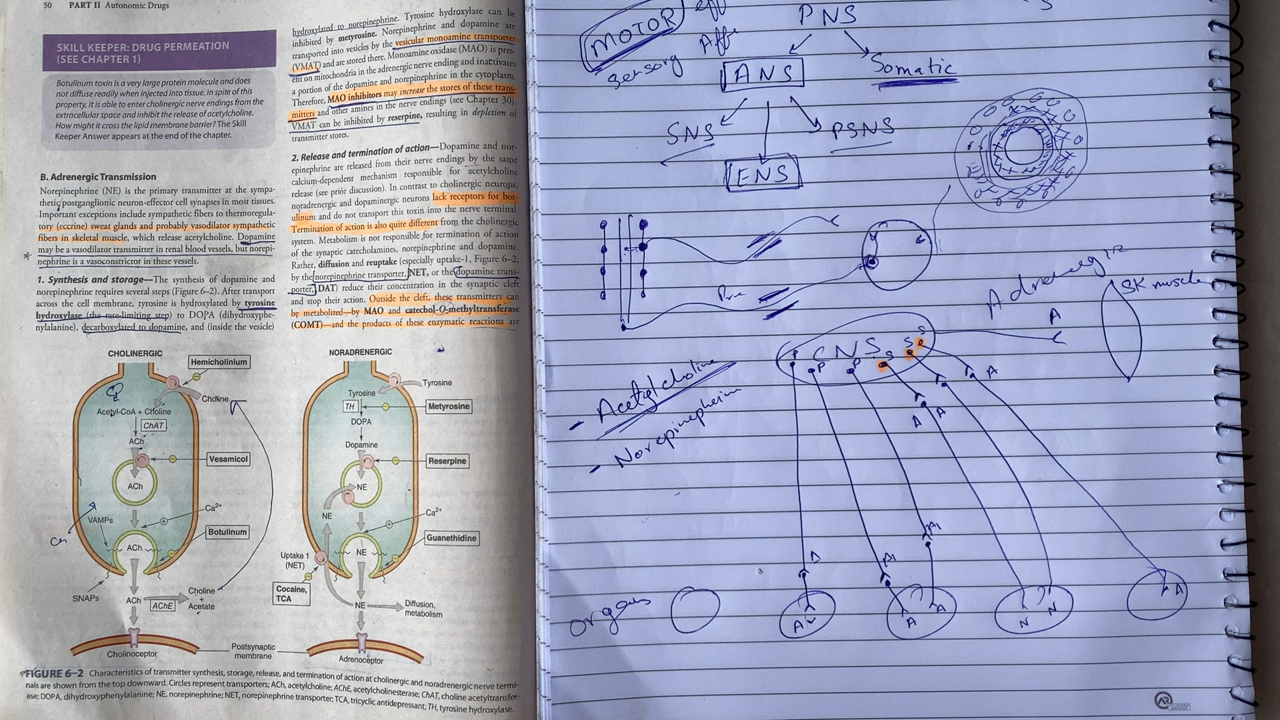 50 PART II Autonomic Drugs
SKILL KEEPER: DRUG PERMEATION
(SEE CHAPTER 1)
Botulinum toxin is a very large protein molecule and does
not diffuse readily when injected into tissue. In spite of this
property, it is able to enter cholinergic nerve endings from the
extracellular space and inhibit the release of acetylcholine.
How might it cross the lipid membrane barrier? The Skill
Keeper Answer appears at the end of the chapter.
B. Adrenergic Transmission
Norepinephrine (NE) is the primary transmitter at the sympa-
thetic postganglionic neuron-effector cell synapses in most tissues.
Important exceptions include sympathetic fibers to thermoregula-
tory (eccrine) sweat glands and probably vasodilator sympathetic
fibers in skeletal muscle, which release acetylcholine. Dopamine
may be a vasodilator transmitter in renal blood vessels, but norepi-
nephrine is a vasoconstrictor in these vessels.
1. Synthesis and storage—The synthesis of dopamine and
norepinephrine requires several steps (Figure 6–2). After transport
across the cell membrane, tyrosine is hydroxylated by tyrosine
hydroxylase (the rate-limiting step) to DOPA (dihydroxyphe-
nylalanine), decarboxylated to dopamine, and (inside the vesicle)
hydroxylated to norepinephrine. Tyrosine hydroxylase can be
inhibited by metyrosine. Norepinephrine and dopamine are
transported into vesicles by the vesicular monoamine transporter
(VMAT) and are stored there. Monoamine oxidase (MAO) is pres-
ent on mitochondria in the adrenergic nerve ending and inactivates
a portion of the dopamine and norepinephrine in the cytoplasm.
Therefore, MAO inhibitors may increase the stores of these trans-
mitters and other amines in the nerve endings (see Chapter 30).
VMAT can be inhibited by reserpine, resulting in depletion of
transmitter stores.
2. Release and termination of action—Dopamine and nor-
epinephrine are released from their nerve endings by the same
calcium-dependent mechanism responsible for acetylcholine
release (see prior discussion). In contrast to cholinergic neurons,
noradrenergic and dopaminergic neurons lack receptors for bot-
ulinum and do not transport this toxin into the nerve terminal.
Termination of action is also quite different from the cholinergic
system. Metabolism is not responsible for termination of action
of the synaptic catecholamines, norepinephrine and dopamine.
Rather, diffusion and reuptake (especially uptake-1, Figure 6–2,
by the norepinephrine transporter, NET, or the dopamine trans-
porter, DAT) reduce their concentration in the synaptic cleft
and stop their action. Outside the cleft, these transmitters can
be metabolized—by MAO and catechol-O-methyltransferase
(COMT)—and the products of these enzymatic reactions are
CHOLINERGIC
Hemicholinium
Choline
Acetyl-CoA + Choline
ChAT
ACh
Vesamicol
ACh
Ca²⁺
VAMPs
Botulinum
ACh
SNAPs
ACh
AChE
Choline
+
Acetate
Cholinoceptor
Postsynaptic
membrane
NORADRENERGIC
Tyrosine
Tyrosine
TH
Metyrosine
DOPA
Dopamine
Reserpine
NE
NE
Ca²⁺
Guanethidine
Uptake 1
(NET)
NE
Cocaine,
TCA
NE
Diffusion,
metabolism
Adrenoceptor
FIGURE 6–2 Characteristics of transmitter synthesis, storage, release, and termination of action at cholinergic and noradrenergic nerve termi-
nals are shown from the top downward. Circles represent transporters; ACh, acetylcholine; AChE, acetylcholinesterase; ChAT, choline acetyltransfer-
ase; DOPA, dihydroxyphenylalanine; NE, norepinephrine; NET, norepinephrine transporter; TCA, tricyclic antidepressant; TH, tyrosine hydroxylase.
MOTOR eff PNS
Sensory Affe
ANS Somatic
SNS PSNS
ENS
Pre
Adrenergic
SK muscle
A
CNS
P P P S S S
- Acetylcholine
- Norepinepherin
A
A A
A A A
organs
A A A N N A